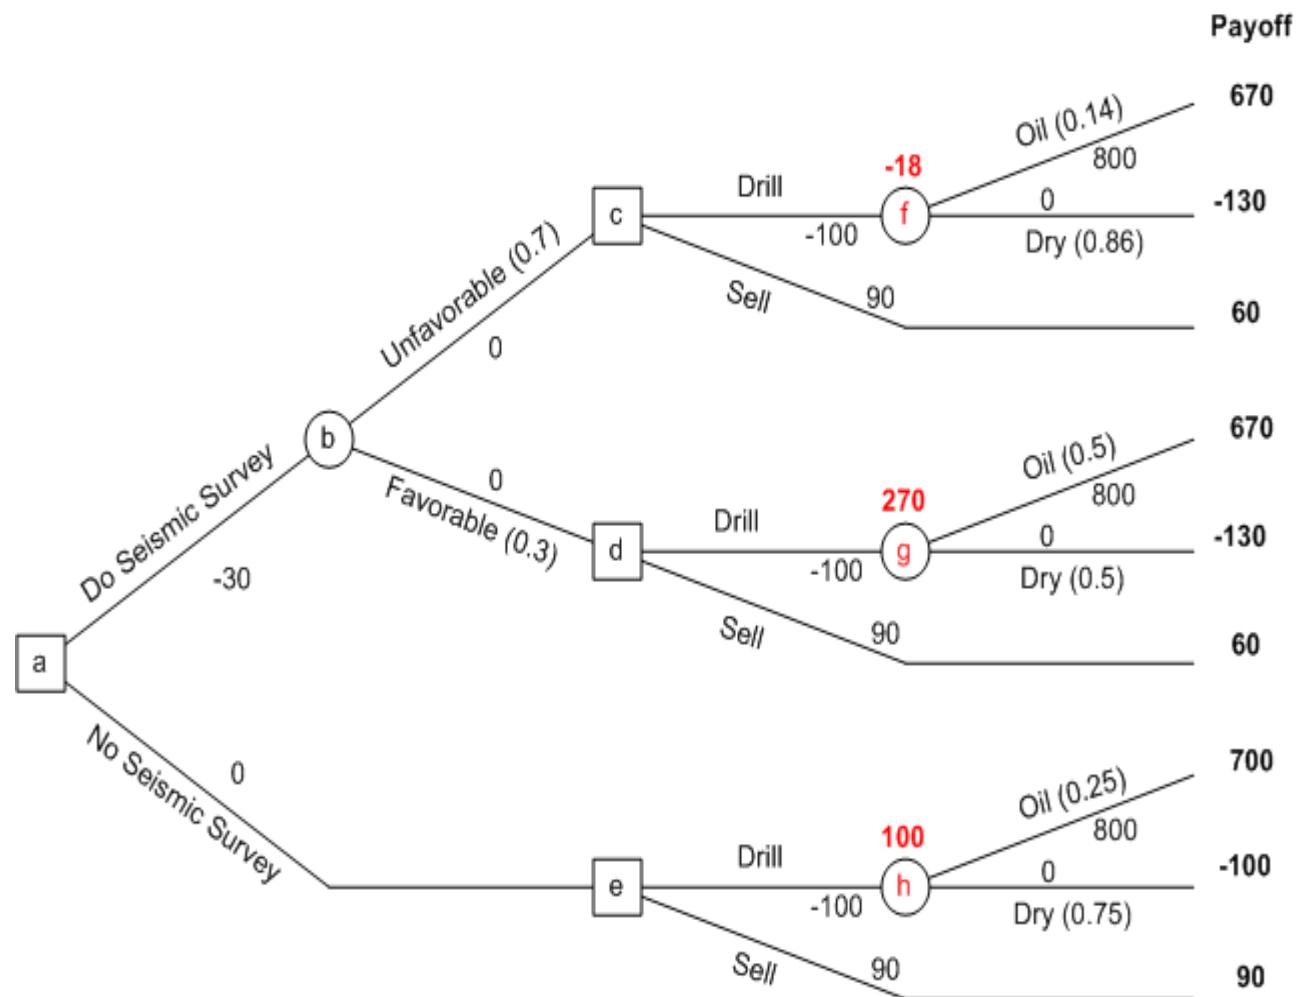 Payoff
Oil (0.14)
670
800
-18
Drill
f
0
-130
c
-100
Dry (0.86)
Unfavorable (0.7)
Sell
90
60
0
b
Oil (0.5)
670
800
Do Seismic Survey
0
270
Favorable (0.3)
Drill
g
0
-130
d
-100
Dry (0.5)
-30
Sell
90
60
a
Oil (0.25)
700
800
No Seismic Survey
0
100
Drill
h
0
-100
e
-100
Dry (0.75)
Sell
90
90